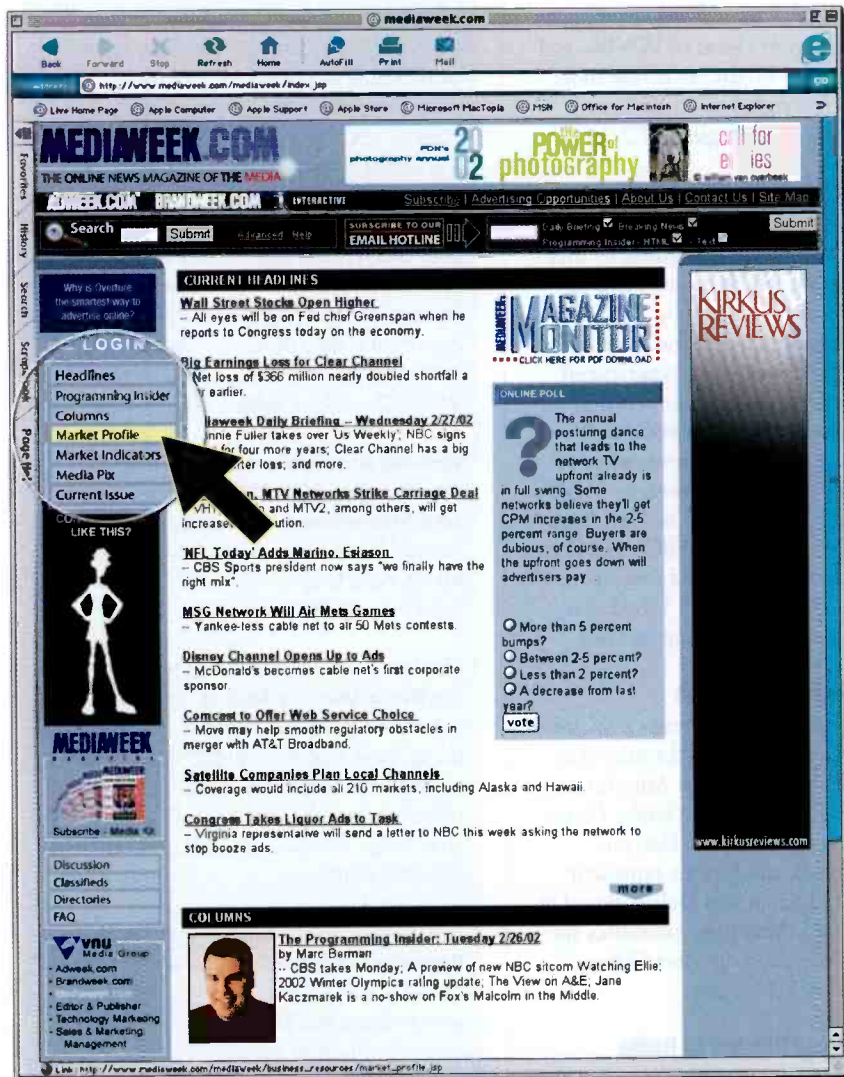 mediaweek.com
Back Forward Stop Refresh Home AutoFill Print Mail
http://www.mediaweek.com/mediaweek/index.jsp
Live Home Page Apple Computer Apple Support Apple Store Microsoft MacTopia MSN Office for Macintosh Internet Explorer
Favorites
History
Search
Scrapbook
MEDIAWEEK.COM
THE ONLINE NEWS MAGAZINE OF THE MEDIA
PDN's
photography annual
2002
the POWER of
photography
call for
ADWEEK.COM BRANDWEEK.COM INTERACTIVE
Subscribe | Advertising Opportunities | About Us | Contact Us | Site Map
Search Submit Advanced Help
SUBSCRIBE TO OUR
EMAIL HOTLINE
Daily Briefing Breaking News
Programming Insider - HTML - Text
Submit
Why is Overture
the smartest way to
advertise online?
LOGIN
Headlines
Programming Insider
Columns
Market Profile
Market Indicators
Media Pix
Current Issue
LIKE THIS?
MEDIAWEEK
MAGAZINE
Subscribe - Media Kit
Discussion
Classifieds
Directories
FAQ
vnu
Media Group
- Adweek.com
- Brandweek.com
- Editor & Publisher
- Technology Marketing
- Sales & Marketing
Management
CURRENT HEADLINES
Wall Street Stocks Open Higher
-- All eyes will be on Fed chief Greenspan when he
reports to Congress today on the economy.
Big Earnings Loss for Clear Channel
Net loss of $366 million nearly doubled shortfall a
earlier.
Mediaweek Daily Briefing -- Wednesday 2/27/02
Bonnie Fuller takes over 'Us Weekly'; NBC signs
for four more years; Clear Channel has a big
loss; and more.
MTV Networks Strike Carriage Deal
and MTV2, among others, will get
'NFL Today' Adds Marino, Esiason
-- CBS Sports president now says "we finally have the
right mix".
MSG Network Will Air Mets Games
-- Yankee-less cable net to air 50 Mets contests.
Disney Channel Opens Up to Ads
-- McDonald's becomes cable net's first corporate
sponsor.
Comcast to Offer Web Service Choice
-- Move may help smooth regulatory obstacles in
merger with AT&T Broadband.
Satellite Companies Plan Local Channels
-- Coverage would include all 210 markets, including Alaska and Hawaii.
Congress Takes Liquor Ads to Task
-- Virginia representative will send a letter to NBC this week asking the network to
stop booze ads.
more
MEDIAWEEK
MAGAZINE
MONITOR
CLICK HERE FOR PDF DOWNLOAD
ONLINE POLL
?
The annual
posturing dance
that leads to the
network TV
upfront already is
in full swing. Some
networks believe they'll get
CPM increases in the 2-5
percent range. Buyers are
dubious, of course. When
the upfront goes down will
advertisers pay
More than 5 percent
bumps?
Between 2-5 percent?
Less than 2 percent?
A decrease from last
year?
vote
KIRKUS
REVIEWS
www.kirkusreviews.com
COLUMNS
The Programming Insider: Tuesday 2/26/02
by Marc Berman
-- CBS takes Monday; A preview of new NBC sitcom Watching Ellie;
2002 Winter Olympics rating update; The View on A&E; Jane
Kaczmarek is a no-show on Fox's Malcolm in the Middle.
Link: http://www.mediaweek.com/mediaweek/business_resources/market_profile.jsp